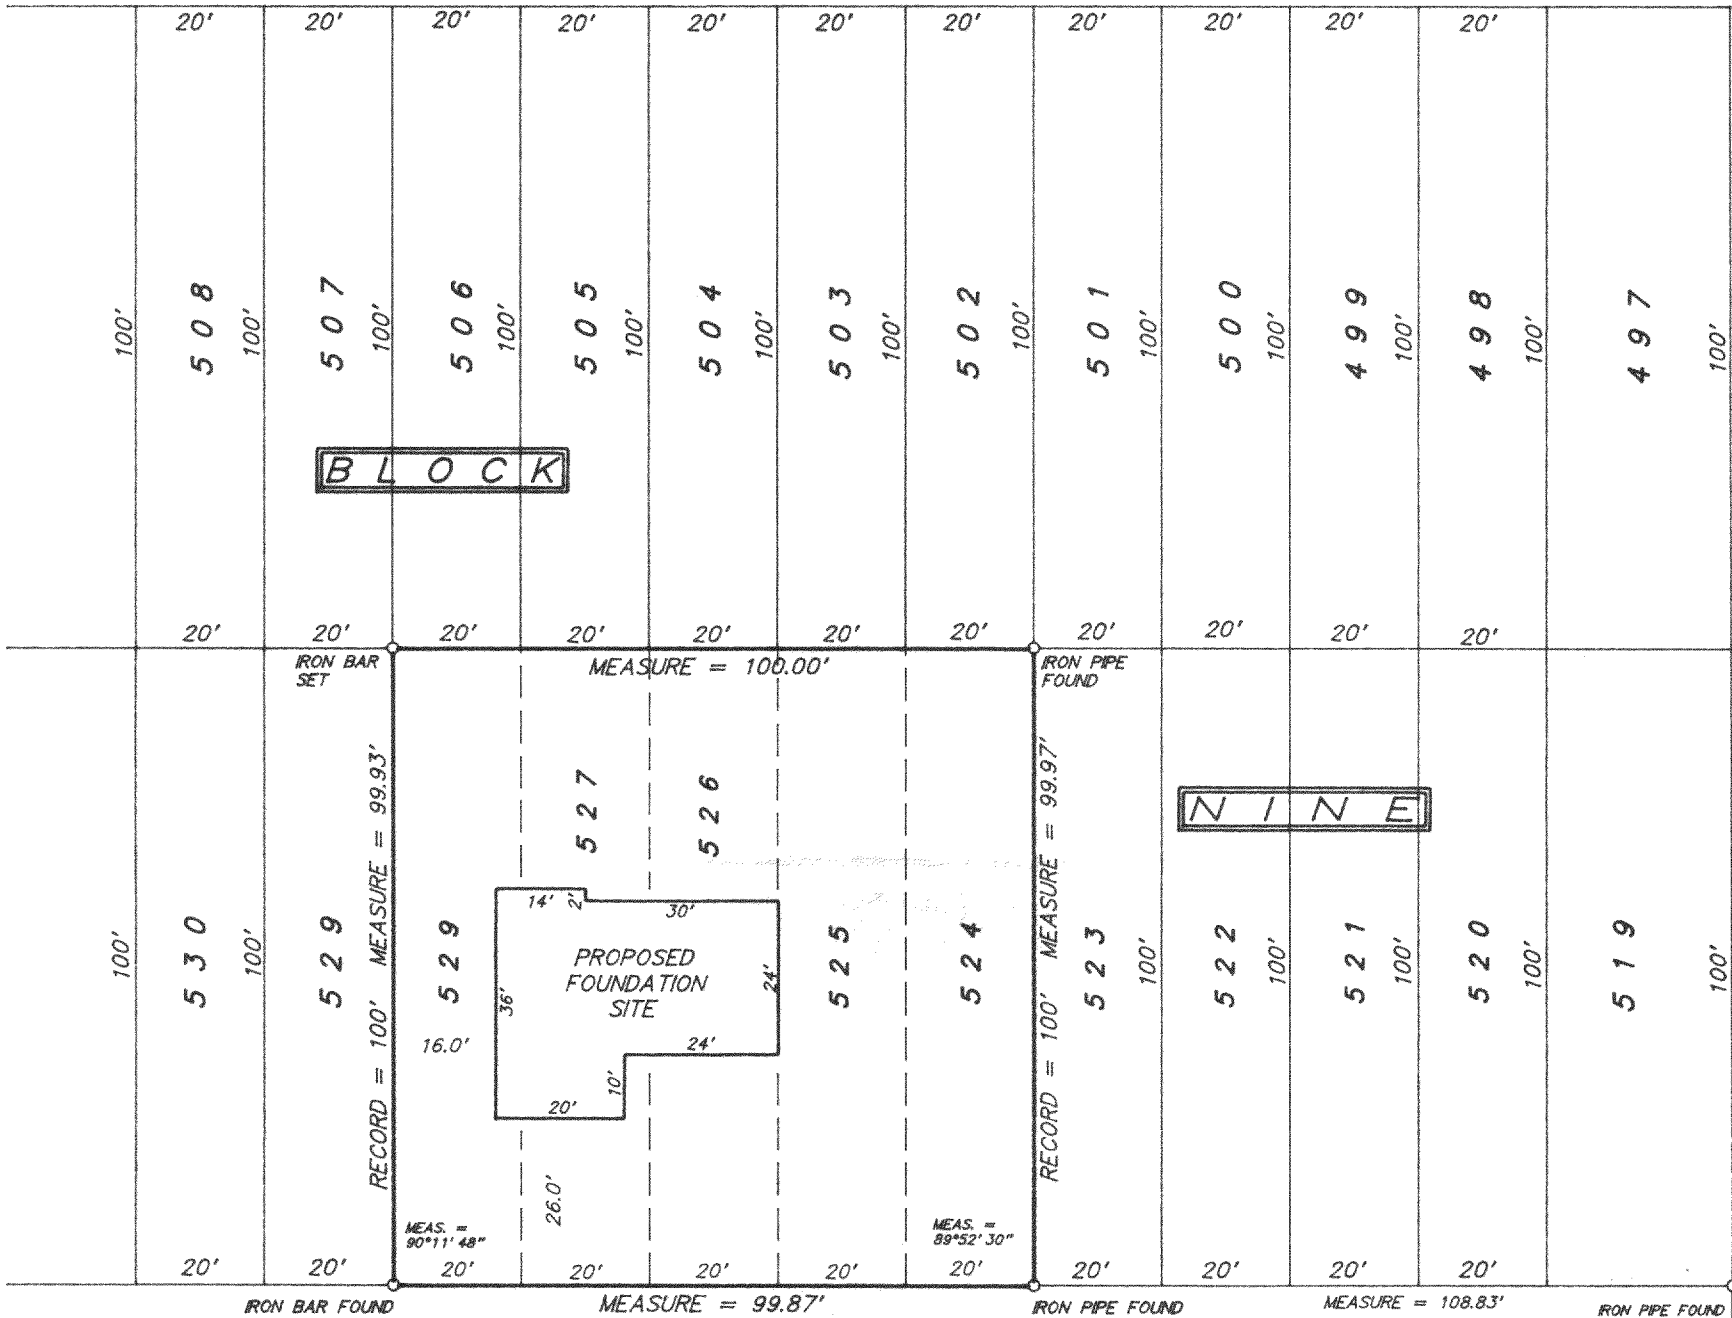 20' 20' 20' 20' 20' 20' 20' 20' 20' 20' 20'
100' 508 100' 507 100' 506 100' 505 100' 504 100' 503 100' 502 100' 501 100' 500 100' 499 100' 498 100' 497 100'
BLOCK
20' 20' 20' 20' 20' 20' 20' 20' 20' 20' 20'
IRON BAR
SET
MEASURE = 100.00'
IRON PIPE
FOUND
RECORD = 100' MEASURE = 99.93'
527 526
RECORD = 100' MEASURE = 99.97'
NINE
14' 2' 30'
100' 530 100' 529 529
PROPOSED
FOUNDATION
SITE
36' 24'
525 524 523 100' 522 100' 521 100' 520 100' 519 100'
16.0'
24'
10'
20'
26.0'
MEAS. =
90°11'48"
MEAS. =
89°52'30"
20' 20' 20' 20' 20' 20' 20' 20' 20' 20' 20'
IRON BAR FOUND
MEASURE = 99.87'
IRON PIPE FOUND
MEASURE = 108.83'
IRON PIPE FOUND